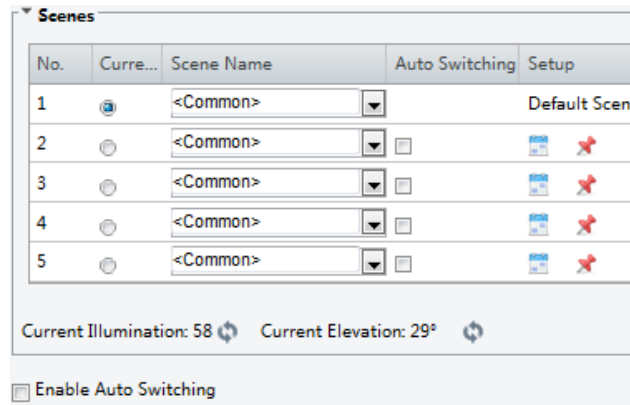 Scenes
No. Curre... Scene Name Auto Switching Setup
1 <Common> Default Scen
2 <Common>
3 <Common>
4 <Common>
5 <Common>
Current Illumination: 58 Current Elevation: 29°
Enable Auto Switching